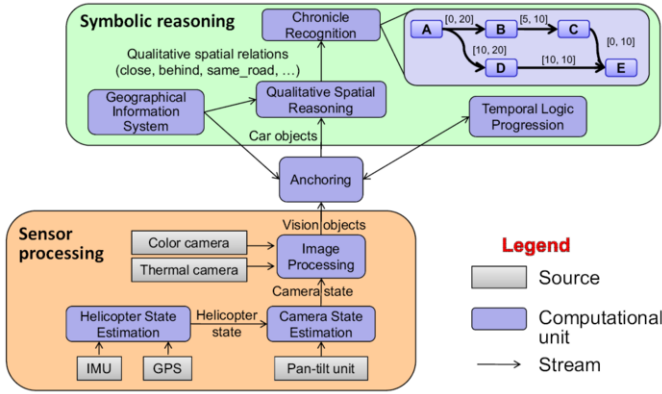 Symbolic reasoning
Chronicle
Recognition
A
[0, 20]
B
[5, 10]
C
[0, 10]
[10, 20]
D
[10, 10]
E
Qualitative spatial relations
(close, behind, same_road, …)
Geographical
Information
System
Qualitative Spatial
Reasoning
Temporal Logic
Progression
Car objects
Anchoring
Sensor
processing
Vision objects
Color camera
Thermal camera
Image
Processing
Camera state
Helicopter State
Estimation
Helicopter
state
Camera State
Estimation
IMU
GPS
Pan-tilt unit
Legend
Source
Computational
unit
Stream